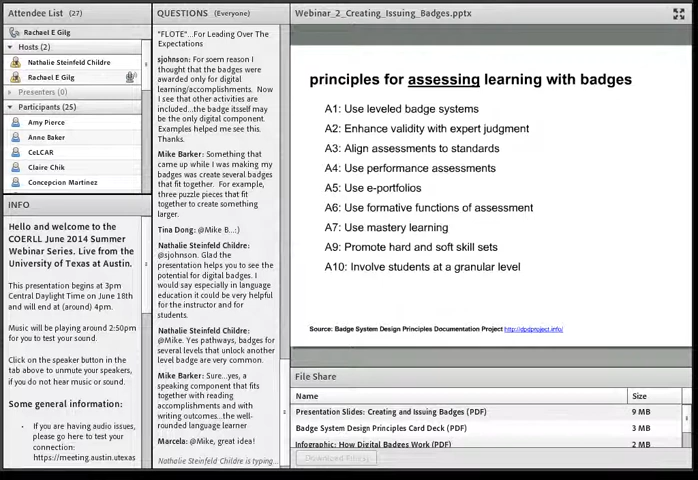 Attendee List (27)
Rachael E Gilg
Hosts (2)
Nathalie Steinfeld Childre
Rachael E Gilg
Presenters (0)
Participants (25)
Amy Pierce
Anne Baker
CeLCAR
Claire Chik
Concepcion Martinez
INFO
Hello and welcome to the
COERLL June 2014 Summer
Webinar Series. Live from the
University of Texas at Austin.
This presentation begins at 3pm
Central Daylight Time on June 18th
and will end at (around) 4pm.
Music will be playing around 2:50pm
for you to test your sound.
Click on the speaker button in the
tab above to unmute your speakers,
if you do not hear music or sound.
Some general information:
• If you are having audio issues,
please go here to test your
connection:
https://meeting.austin.utexas
QUESTIONS (Everyone)
"FLOTE"...For Leading Over The
Expectations
sjohnson: For soem reason I
thought that the badges were
awarded only for digital
learning/accomplishments. Now
I see that other activities are
included...the badge itselff may
be the only digital component.
Examples helped me see this.
Thanks.
Mike Barker: Something that
came up while I was making my
badges was create several badges
that fit together. For example,
three puzzle pieces that fit
together to create something
larger.
Tina Dong: @Mike B...:)
Nathalie Steinfeld Childre:
@sjohnson. Glad the
presentation helps you to see the
potential for digital badges. I
would say especially in language
education it could be very helpful
for the instructor and for
students.
Nathalie Steinfeld Childre:
@Mike. Yes pathways, badges for
several levels that unlock another
level badge are very common.
Mike Barker: Sure...yes, a
speaking component that fits
together with reading
accomplishments and with
writing outcomes...the well-
rounded language learner
Marcela: @Mike, great idea!
Nathalie Steinfeld Childre is typing...
Webinar_2_Creating_Issuing_Badges.pptx
principles for assessing learning with badges
A1: Use leveled badge systems
A2: Enhance validity with expert judgment
A3: Align assessments to standards
A4: Use performance assessments
A5: Use e-portfolios
A6: Use formative functions of assessment
A7: Use mastery learning
A9: Promote hard and soft skill sets
A10: Involve students at a granular level
Source: Badge System Design Principles Documentation Project http://dpdproject.info/
File Share
Name Size
Presentation Slides: Creating and Issuing Badges (PDF) 9 MB
Badge System Design Principles Card Deck (PDF) 3 MB
Infographic: How Digital Badges Work (PDF) 2 MB
Download File(s)